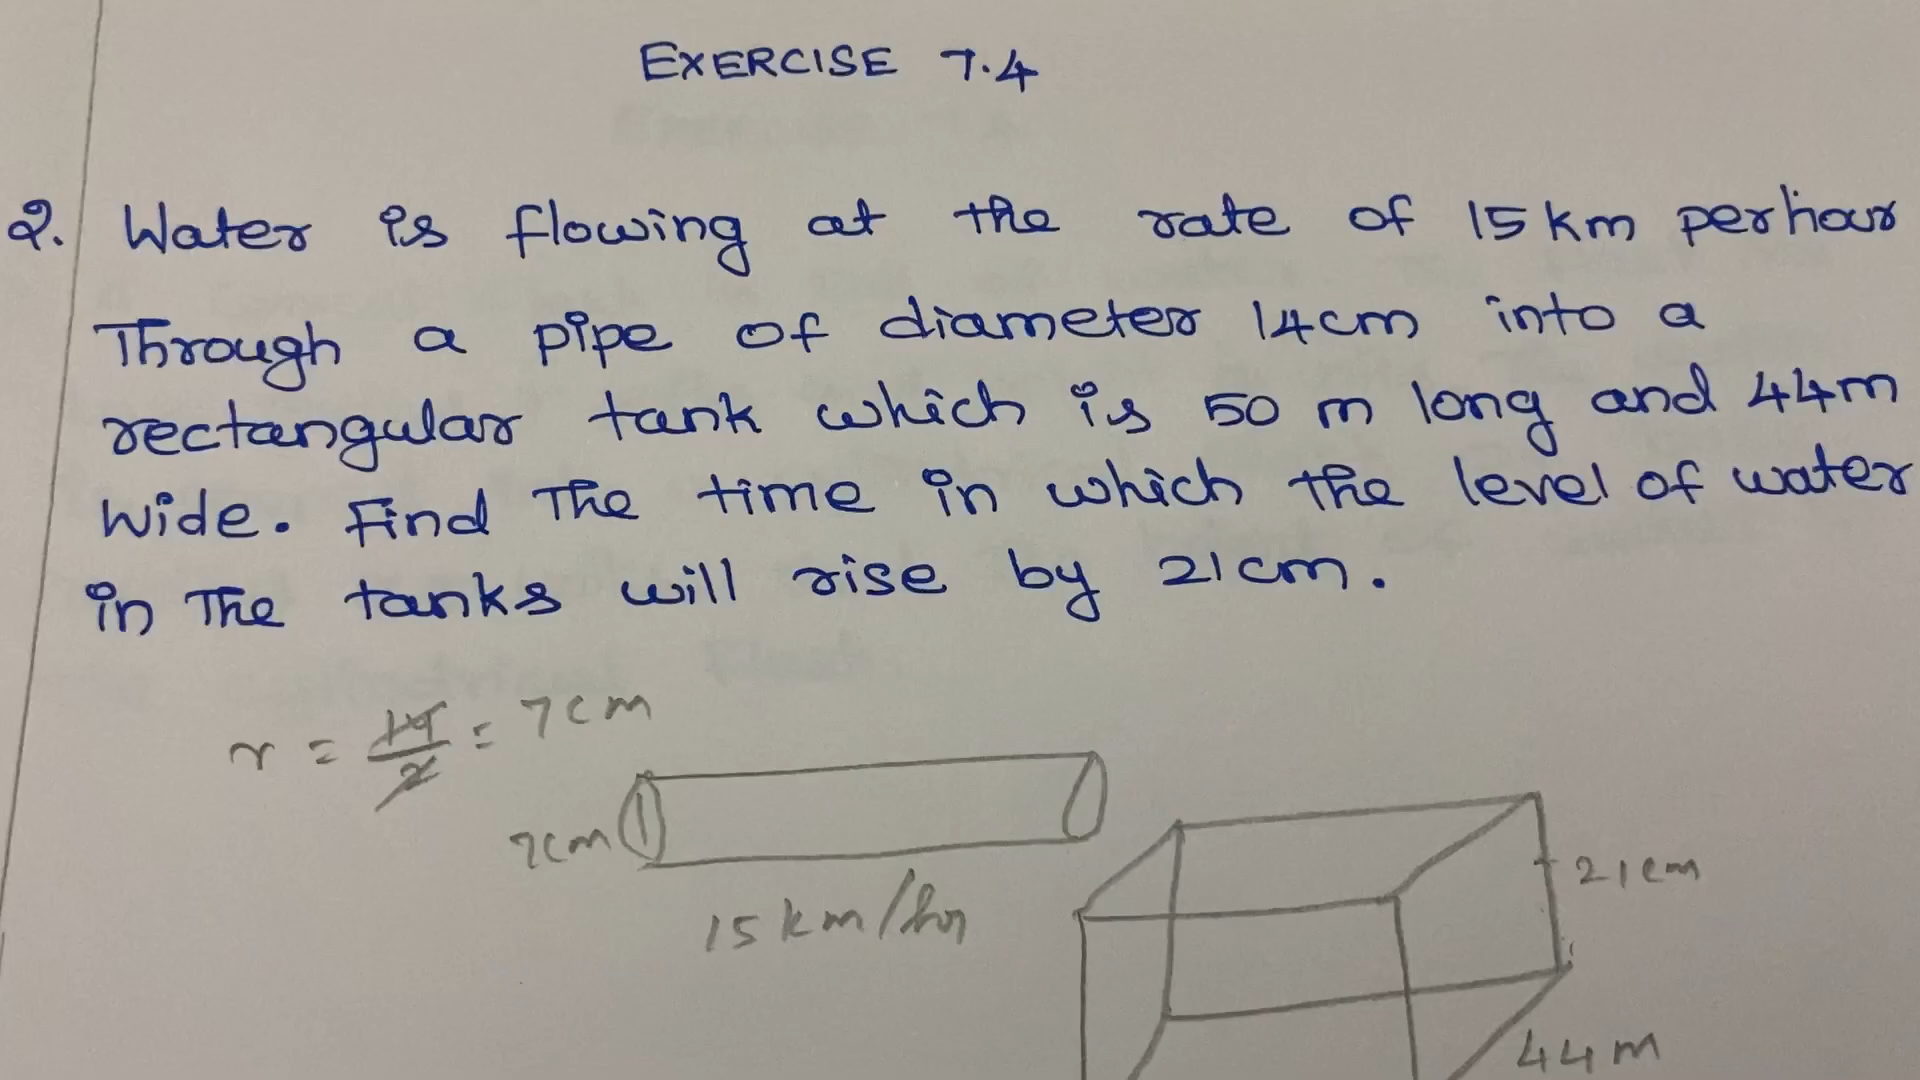 EXERCISE 7.4
2. Water is flowing at the rate of 15 km per hour
Through a pipe of diameter 14cm into a
rectangular tank which is 50 m long and 44m
wide. Find The time in which the level of water
in The tanks will rise by 21cm.
r = 14/2 = 7cm
7cm
15 km/hr
21cm
44m